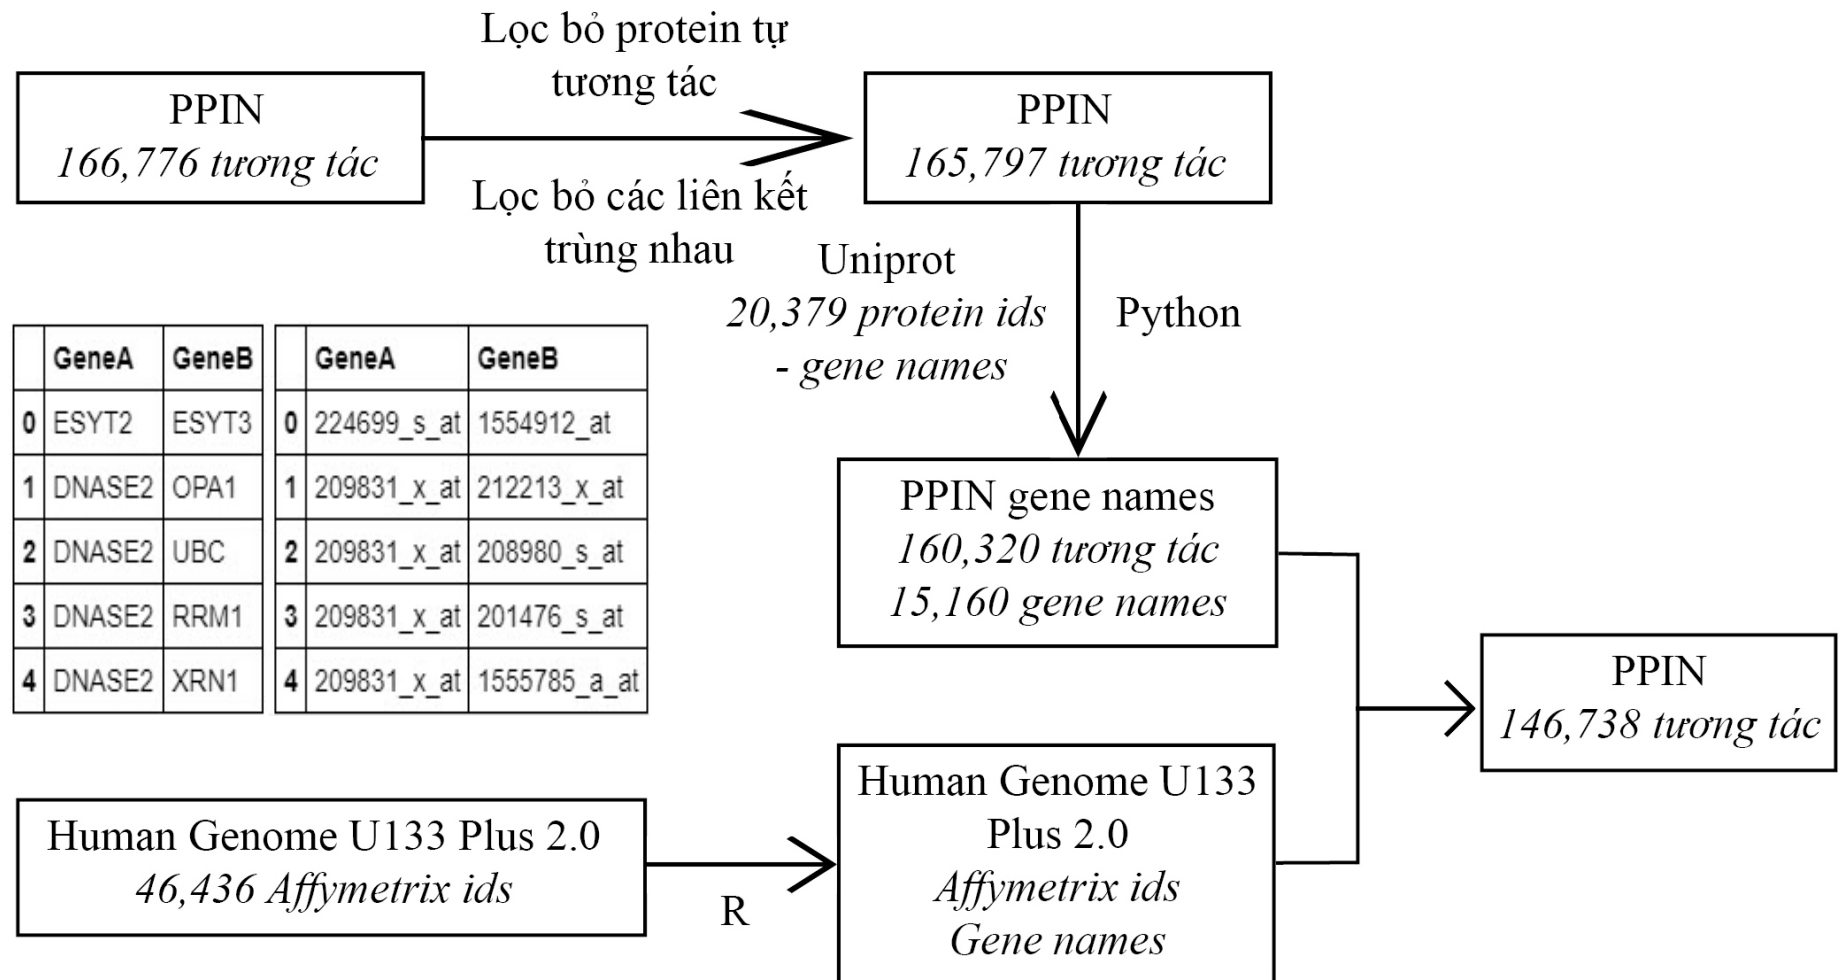 Lọc bỏ protein tự
tương tác
PPIN
166,776 tương tác
PPIN
165,797 tương tác
Lọc bỏ các liên kết
trùng nhau
Uniprot
20,379 protein ids
- gene names
Python
GeneA GeneB
0 ESYT2 ESYT3
1 DNASE2 OPA1
2 DNASE2 UBC
3 DNASE2 RRM1
4 DNASE2 XRN1
GeneA GeneB
0 224699_s_at 1554912_at
1 209831_x_at 212213_x_at
2 209831_x_at 208980_s_at
3 209831_x_at 201476_s_at
4 209831_x_at 1555785_a_at
PPIN gene names
160,320 tương tác
15,160 gene names
PPIN
146,738 tương tác
Human Genome U133 Plus 2.0
46,436 Affymetrix ids
R
Human Genome U133
Plus 2.0
Affymetrix ids
Gene names